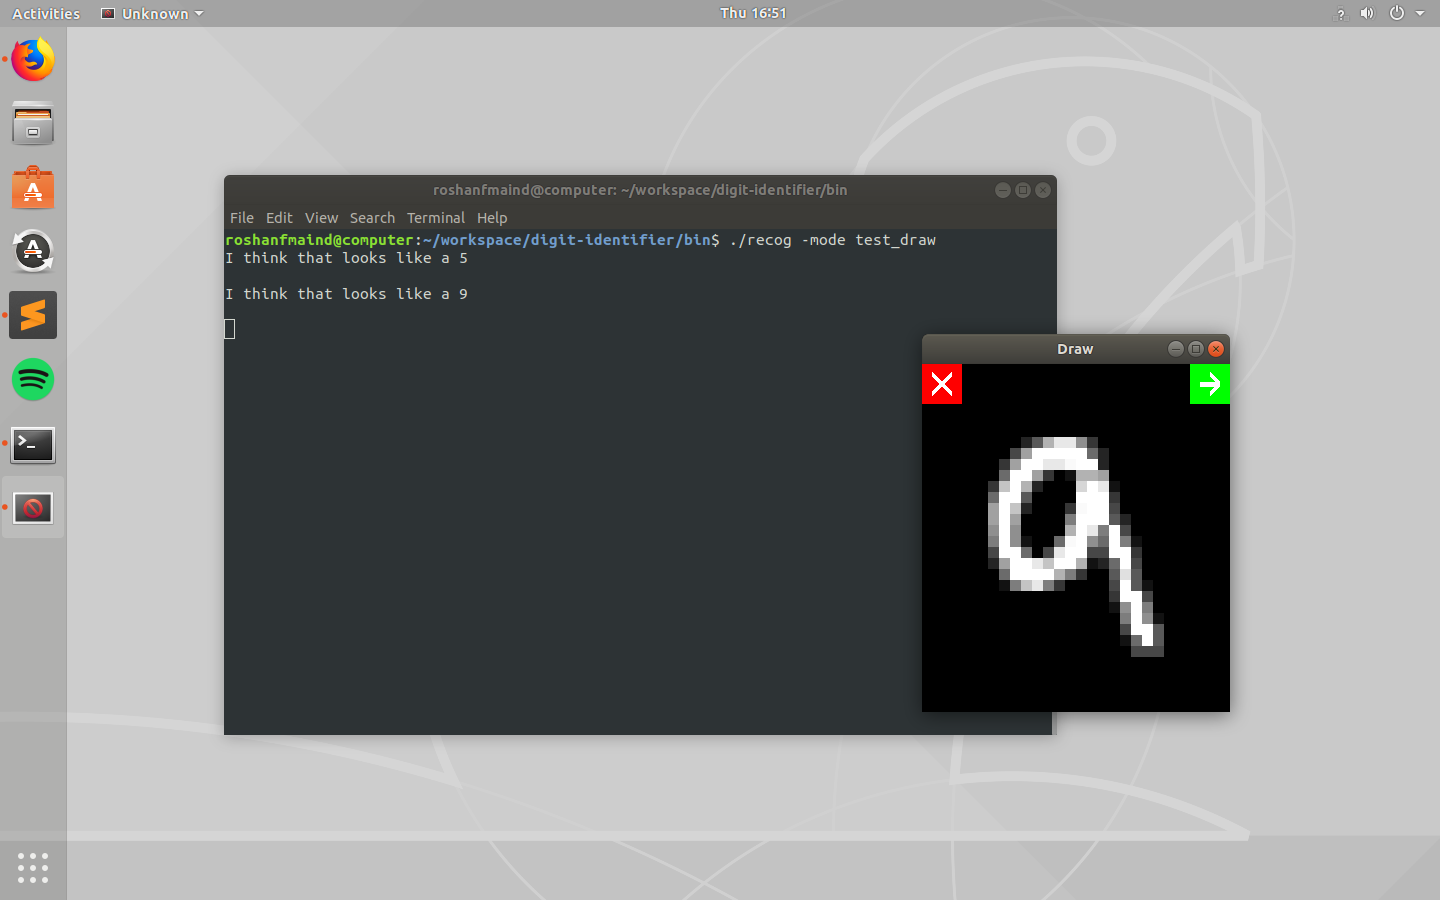 Activities Unknown Thu 16:51
roshanfmaind@computer: ~/workspace/digit-identifier/bin
File Edit View Search Terminal Help
roshanfmaind@computer:~/workspace/digit-identifier/bin$ ./recog -mode test_draw
I think that looks like a 5
I think that looks like a 9
Draw
9